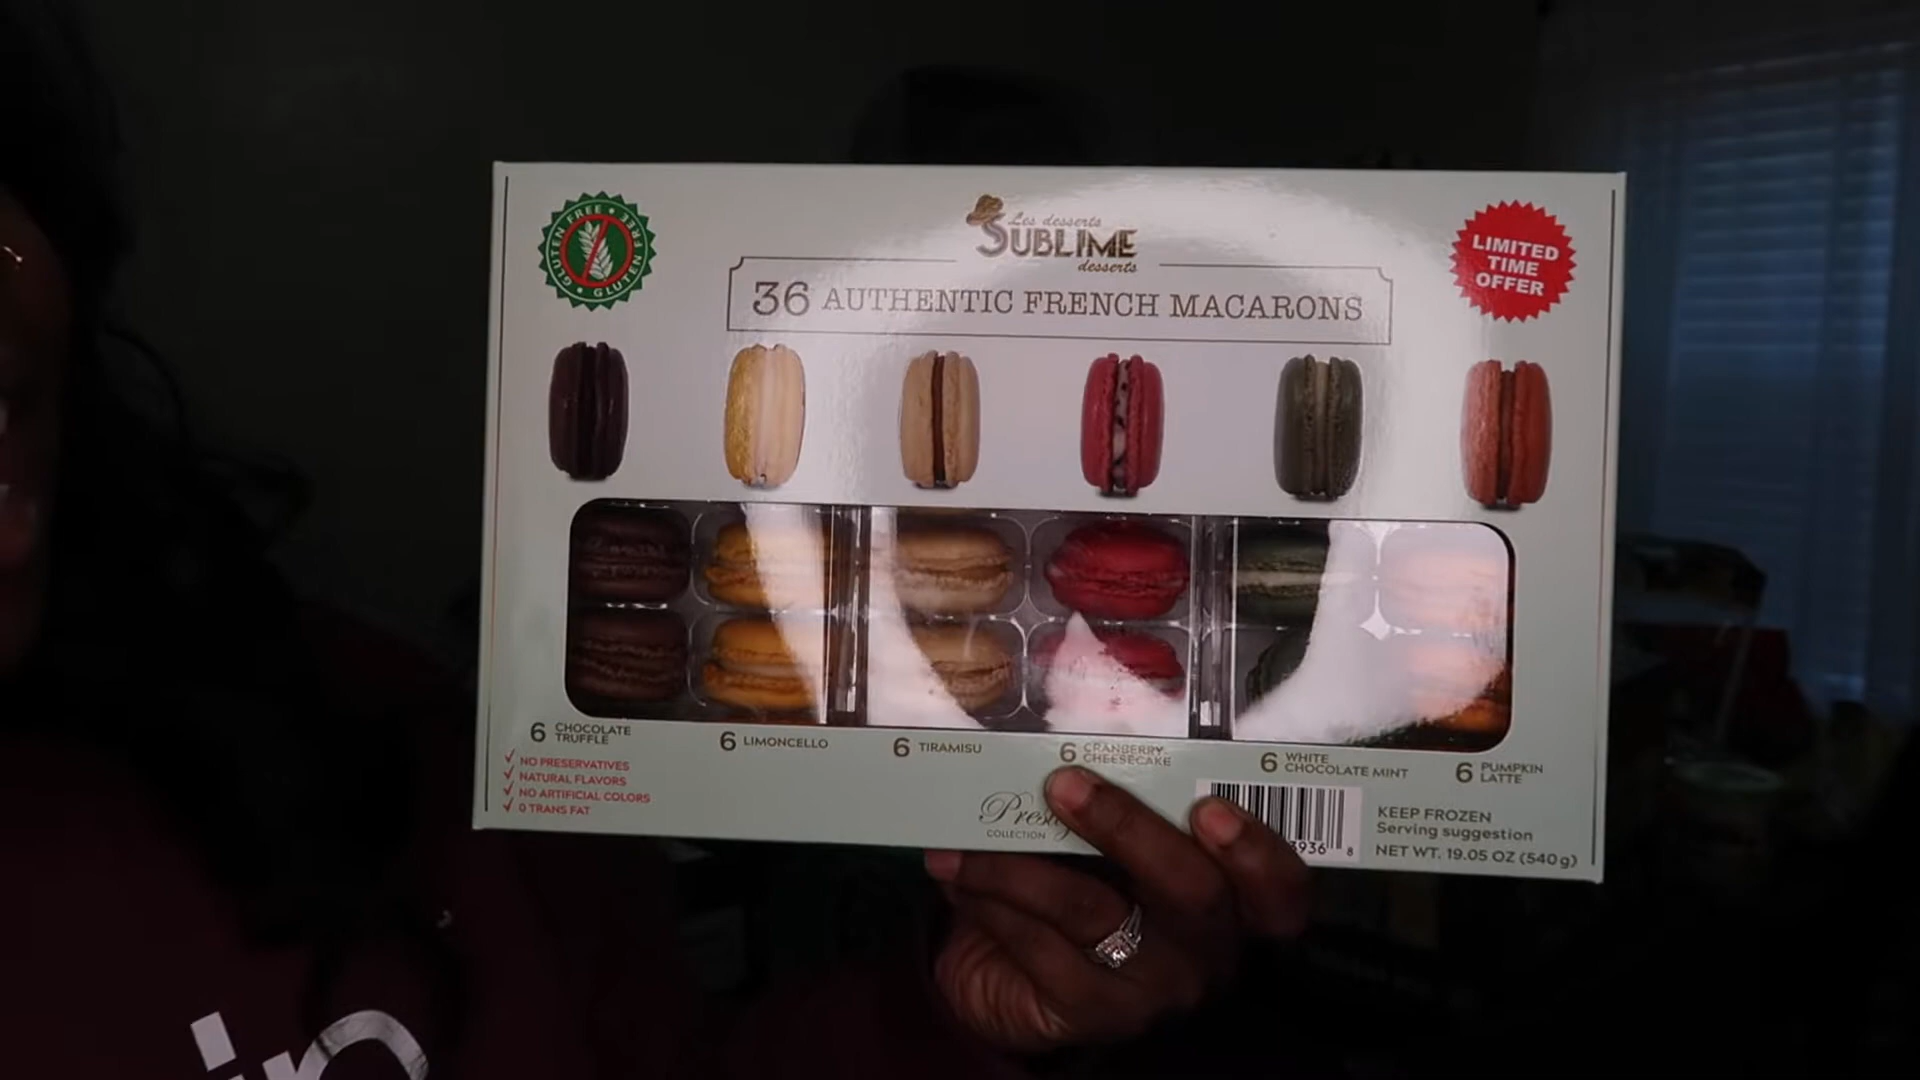 GLUTEN FREE • GLUTEN FREE •
Les desserts
SUBLIME
desserts
LIMITED
TIME
OFFER
36 AUTHENTIC FRENCH MACARONS
6 CHOCOLATE
TRUFFLE
6 LIMONCELLO
6 TIRAMISU
6 CRANBERRY
CHEESECAKE
6 WHITE
CHOCOLATE MINT
6 PUMPKIN
LATTE
NO PRESERVATIVES
NATURAL FLAVORS
NO ARTIFICIAL COLORS
0 TRANS FAT
COLLECTION
3936 8
KEEP FROZEN
Serving suggestion
NET WT. 19.05 OZ (540 g)